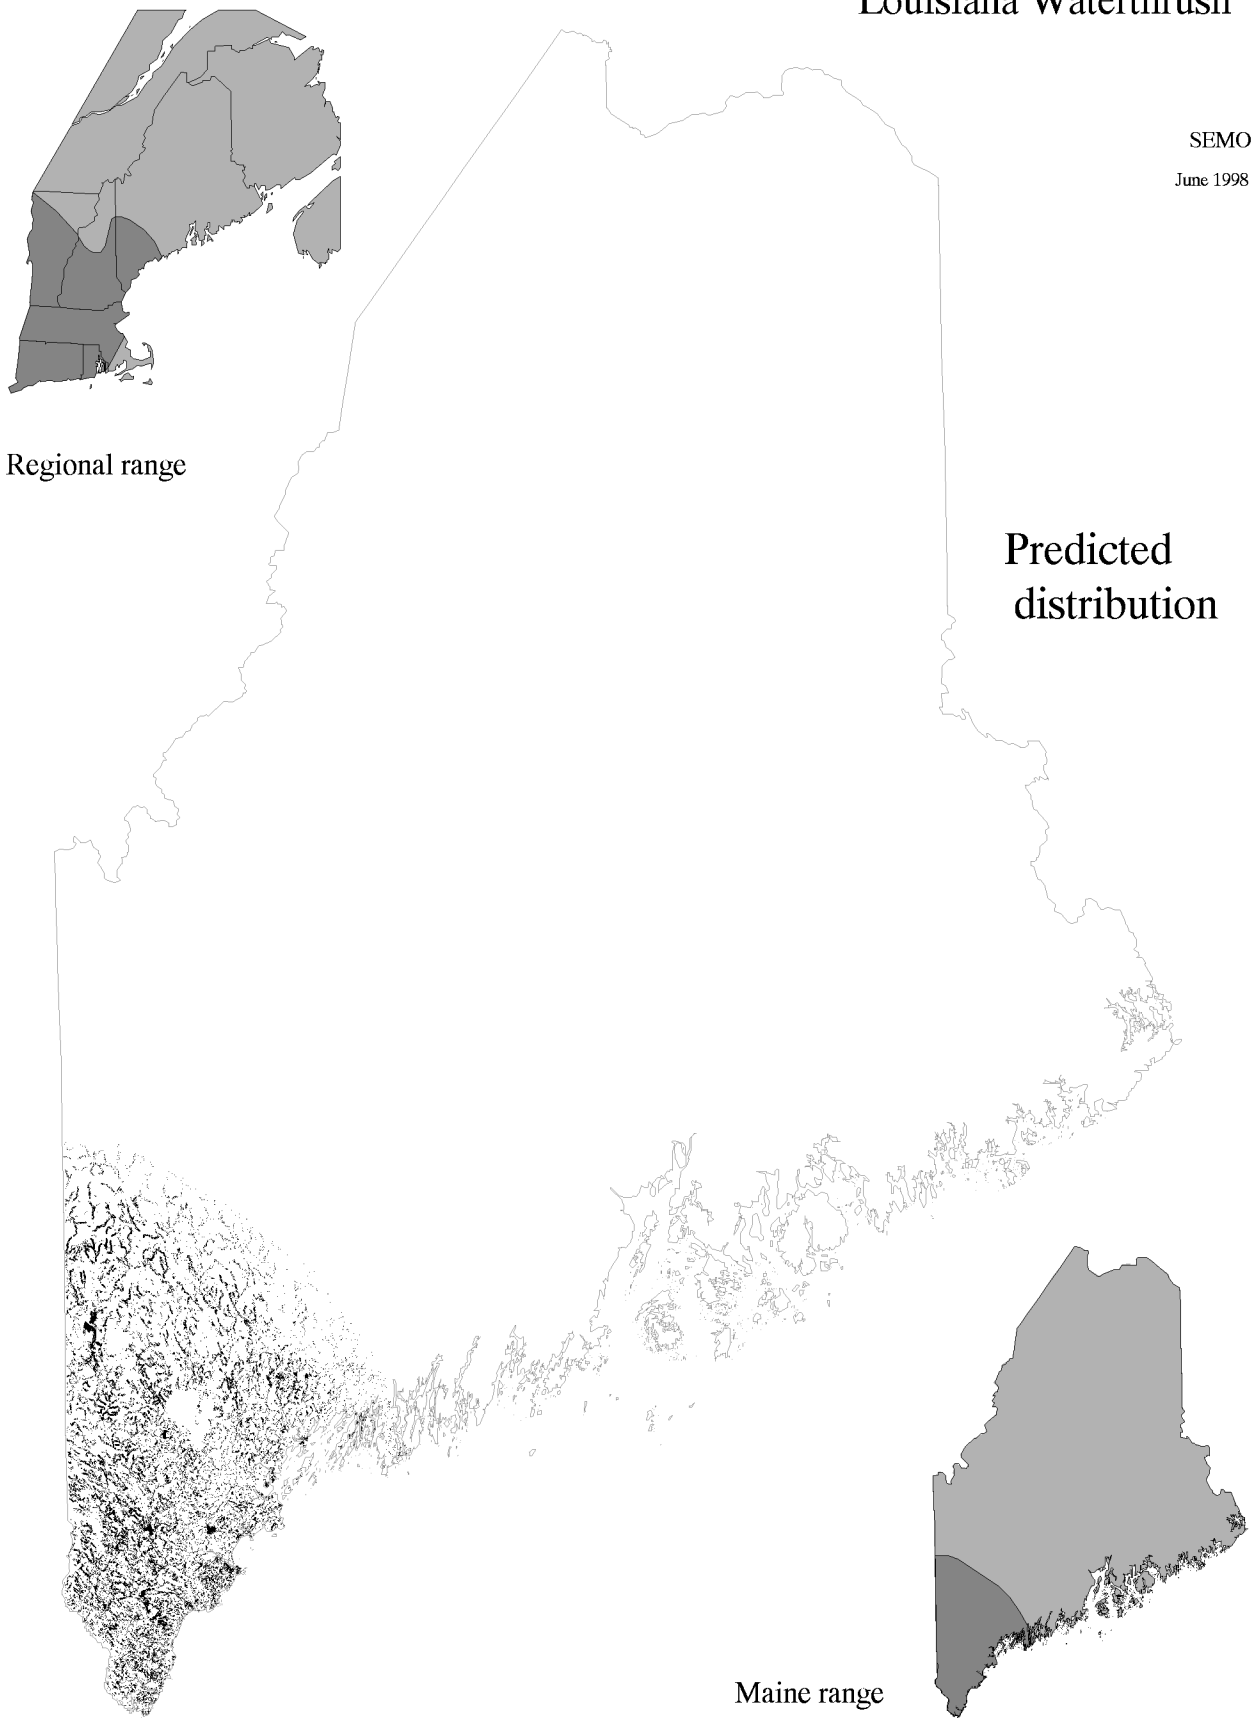 Louisiana Waterthrush
SEMO
June 1998
Regional range
Predicted
distribution
Maine range